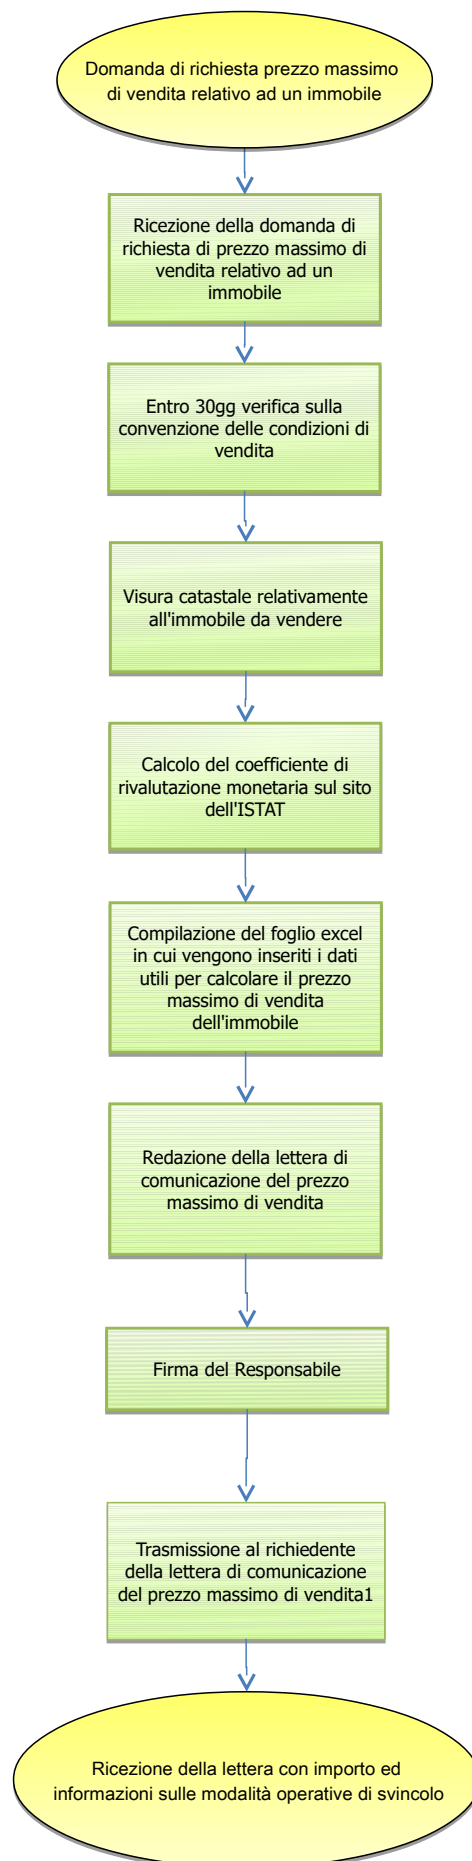 Domanda di richiesta prezzo massimo
di vendita relativo ad un immobile
Ricezione della domanda di
richiesta di prezzo massimo di
vendita relativo ad un
immobile
Entro 30gg verifica sulla
convenzione delle condizioni di
vendita
Visura catastale relativamente
all'immobile da vendere
Calcolo del coefficiente di
rivalutazione monetaria sul sito
dell'ISTAT
Compilazione del foglio excel
in cui vengono inseriti i dati
utili per calcolare il prezzo
massimo di vendita
dell'immobile
Redazione della lettera di
comunicazione del prezzo
massimo di vendita
Firma del Responsabile
Trasmissione al richiedente
della lettera di comunicazione
del prezzo massimo di vendita1
Ricezione della lettera con importo ed
informazioni sulle modalità operative di svincolo